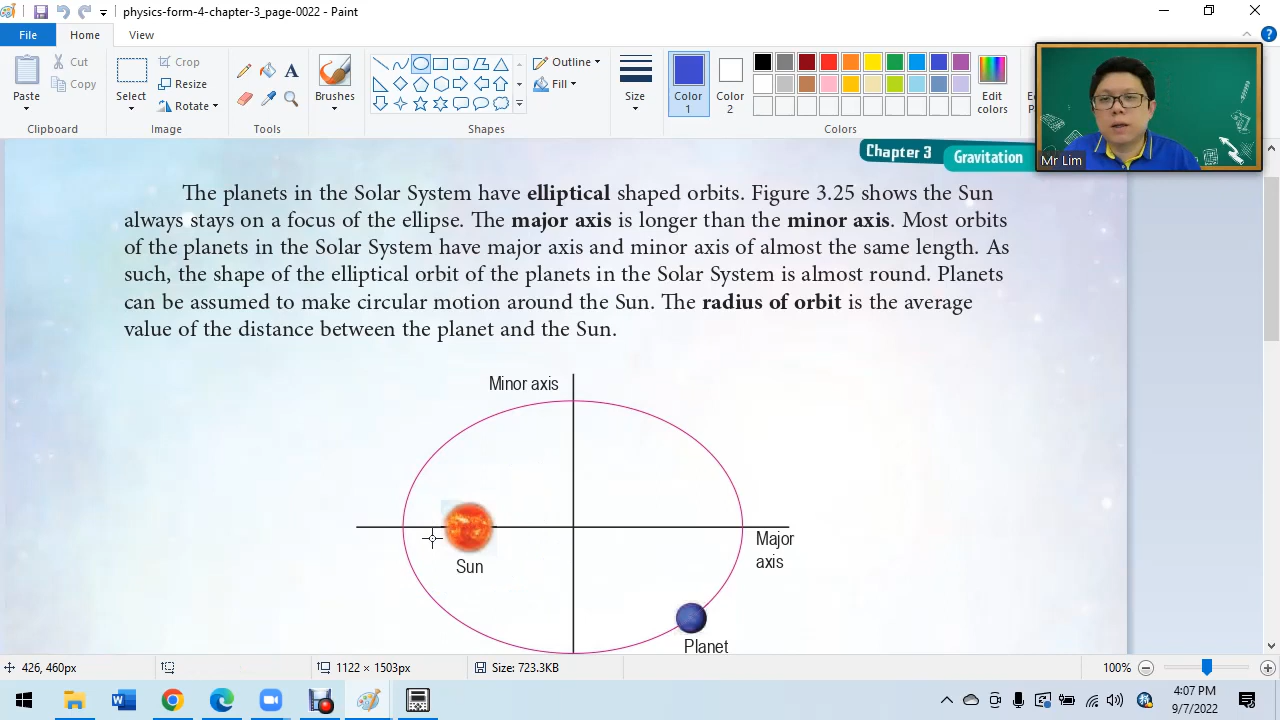 physics-form-4-chapter-3_page-0022 - Paint
File
Home
View
Paste
Cut
Copy
Clipboard
Select
Crop
Resize
Rotate
Image
A
Tools
Brushes
Outline
Fill
Shapes
Size
Color 1
Color 2
Edit colors
Colors
Mr Lim
Chapter 3
Gravitation
The planets in the Solar System have elliptical shaped orbits. Figure 3.25 shows the Sun
always stays on a focus of the ellipse. The major axis is longer than the minor axis. Most orbits
of the planets in the Solar System have major axis and minor axis of almost the same length. As
such, the shape of the elliptical orbit of the planets in the Solar System is almost round. Planets
can be assumed to make circular motion around the Sun. The radius of orbit is the average
value of the distance between the planet and the Sun.
Minor axis
Major
axis
Sun
Planet
426, 460px
1122 × 1503px
Size: 723.3KB
100%
4:07 PM
9/7/2022